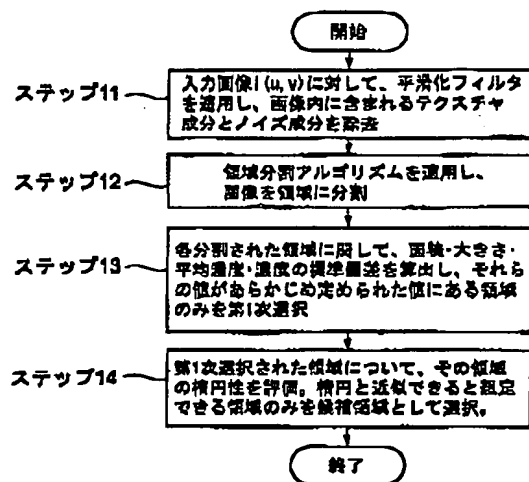 開始
ステップ11
入力画像I(u,v)に対して、平滑化フィルタ
を適用し、画像内に含まれるテクスチャ
成分とノイズ成分を除去
ステップ12
領域分割アルゴリズムを適用し、
画像を領域に分割
ステップ13
各分割された領域に関して、面積・大きさ・
平均濃度・濃度の標準偏差を算出し、それら
の値があらかじめ定められた値にある領域
のみを第1次選択
ステップ14
第1次選択された領域について、その領域
の楕円性を評価。楕円と近似できると認定
できる領域のみを候補領域として選択。
終了